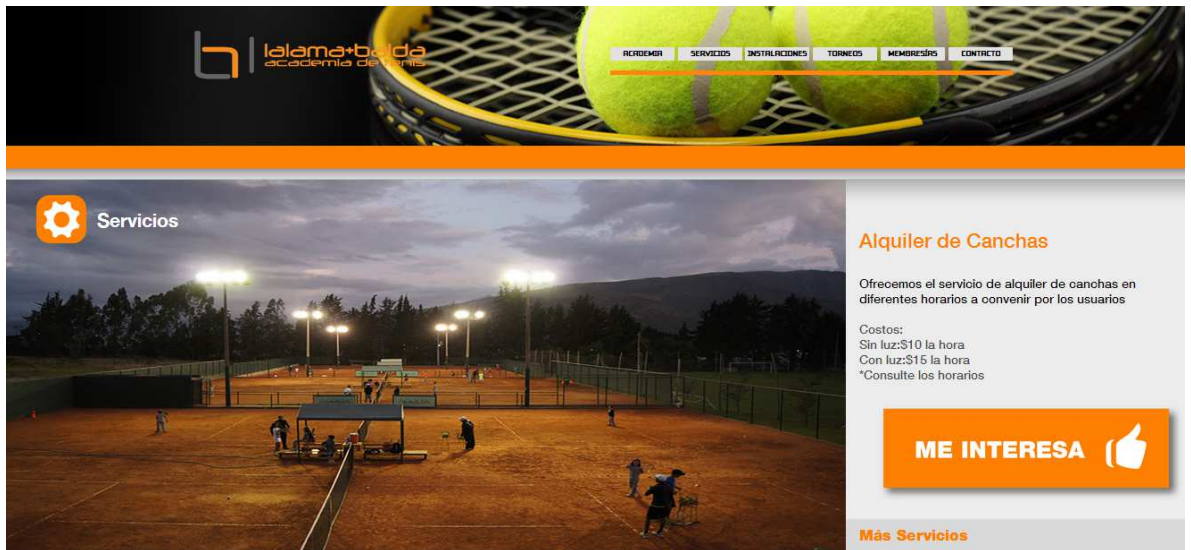 lalama+balda
academia de tenis
ACADEMIA SERVICIOS INSTALACIONES TORNEOS MEMBRESÍAS CONTACTO
Servicios
Alquiler de Canchas
Ofrecemos el servicio de alquiler de canchas en
diferentes horarios a convenir por los usuarios
Costos:
Sin luz:$10 la hora
Con luz:$15 la hora
*Consulte los horarios
ME INTERESA
Más Servicios